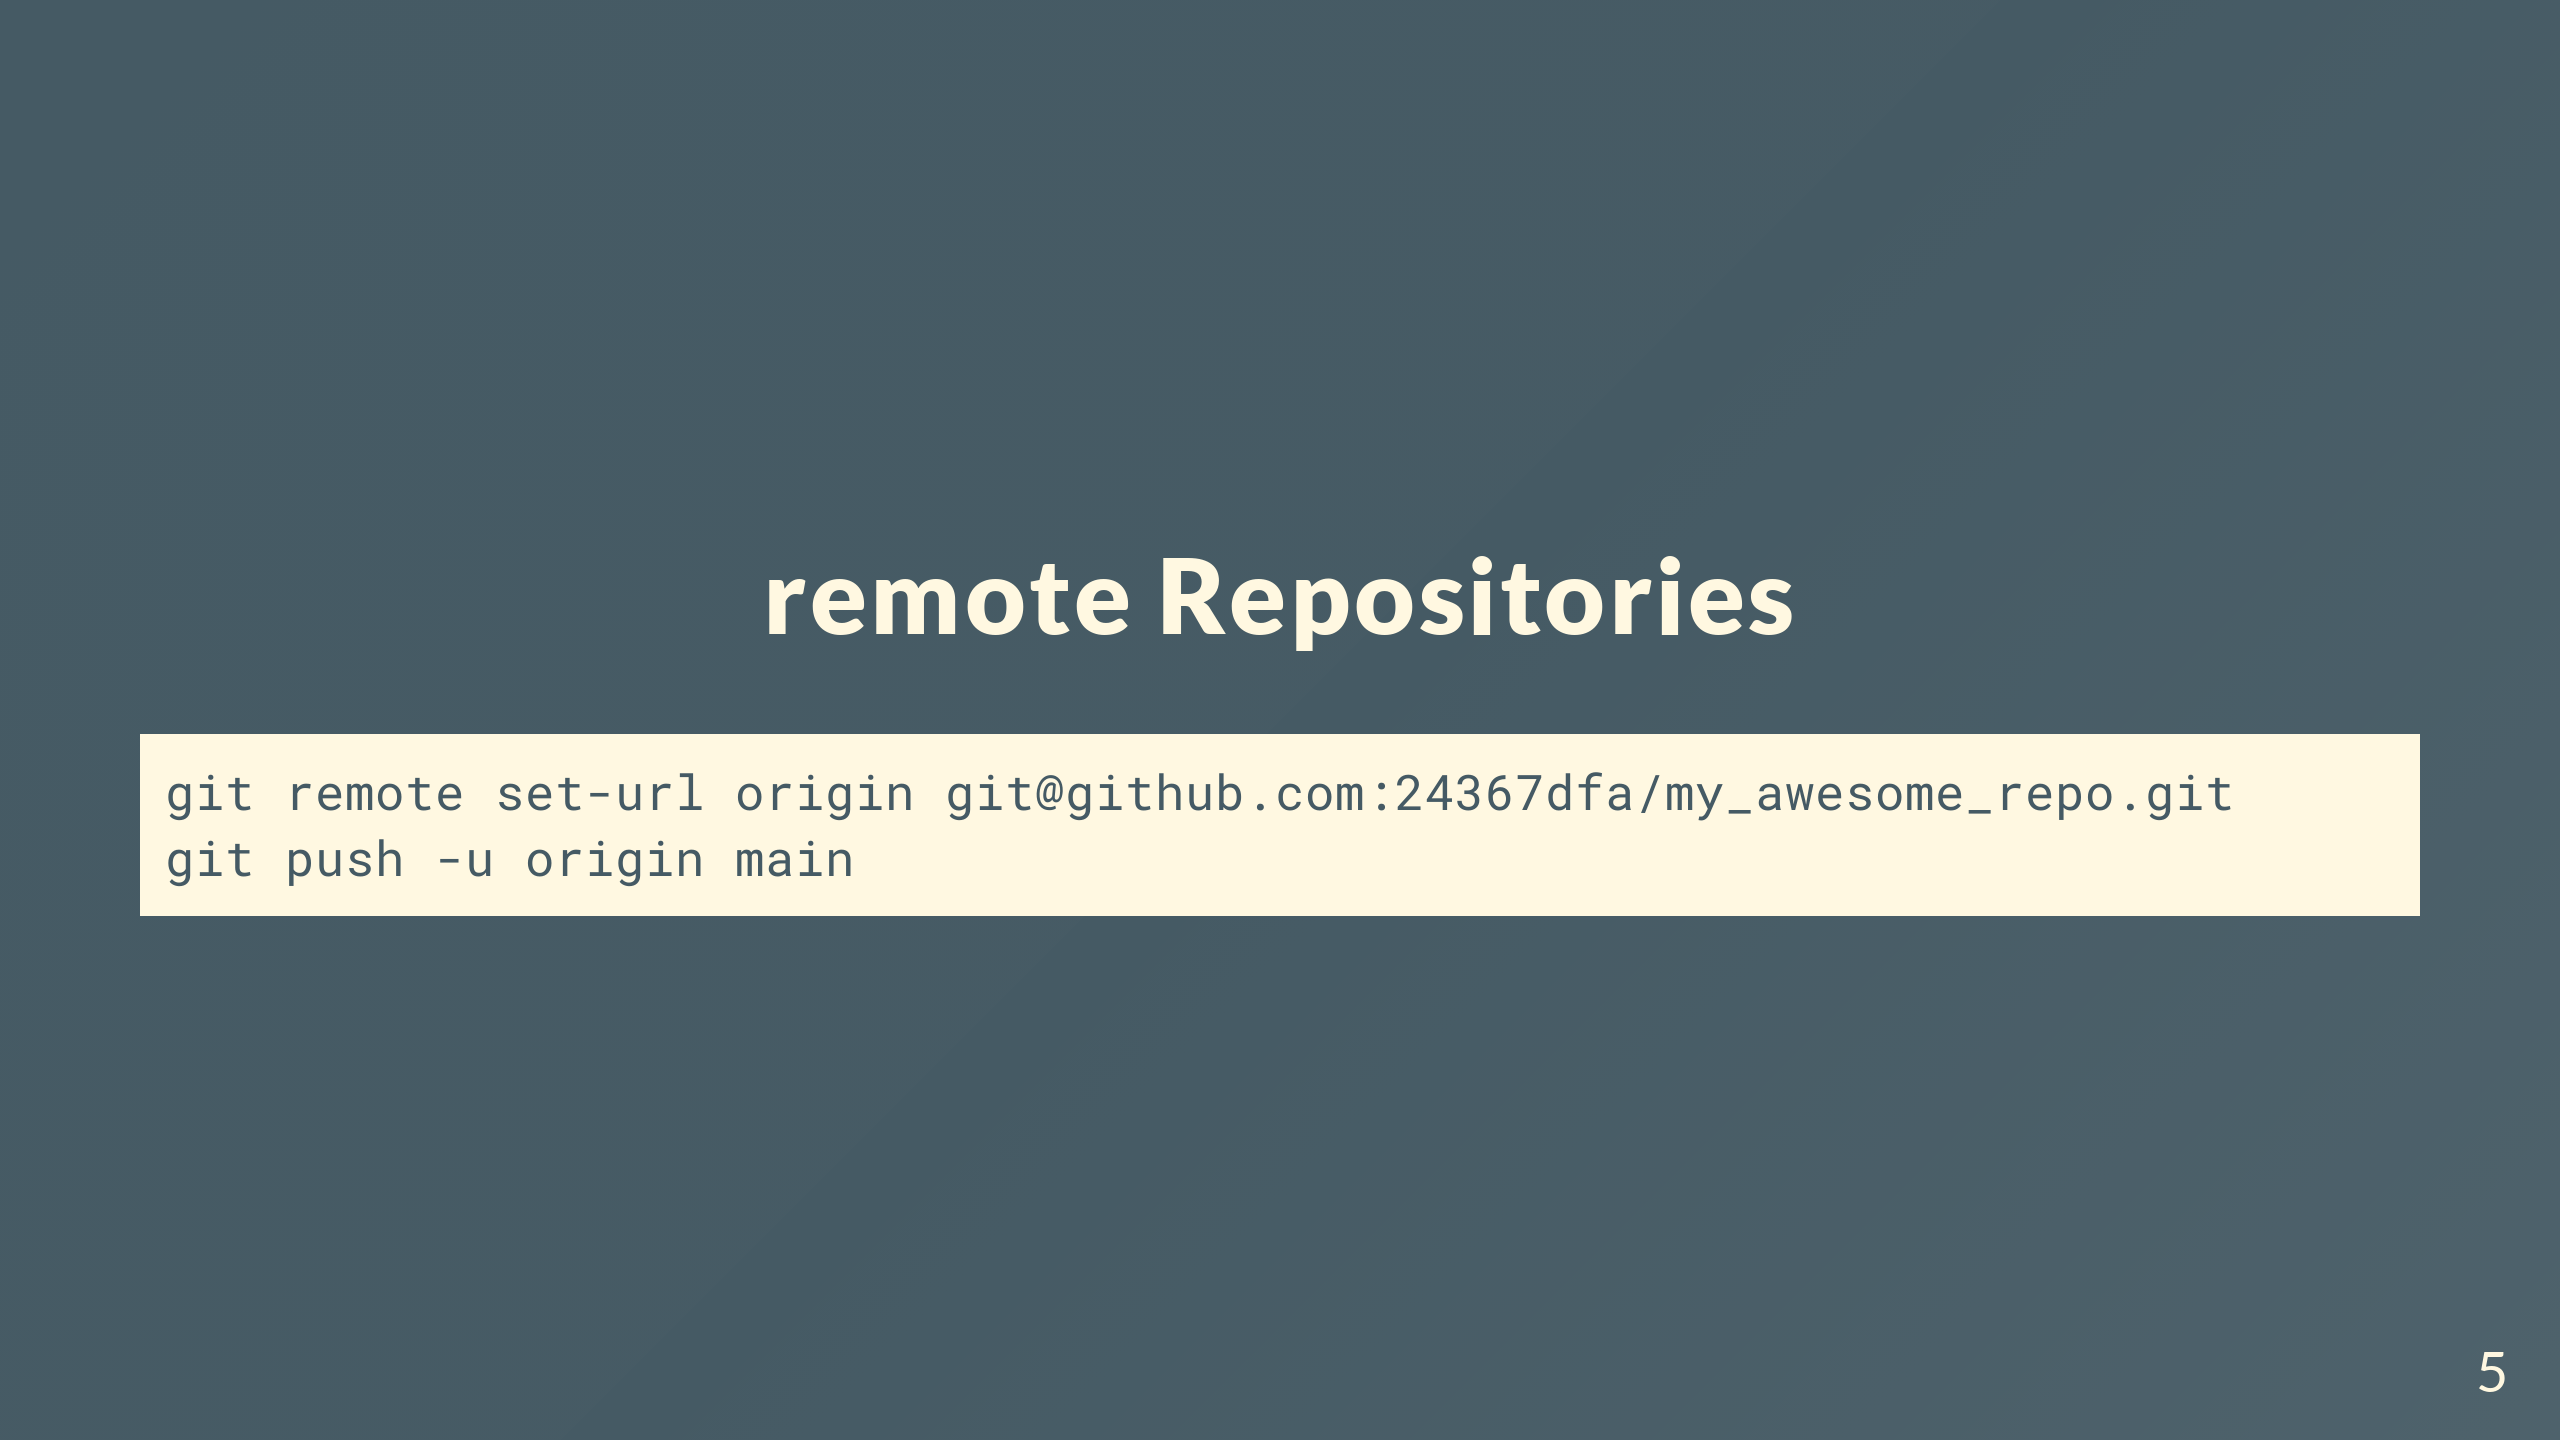 remote Repositories
git remote set-url origin git@github.com:24367dfa/my_awesome_repo.git
git push -u origin main
5